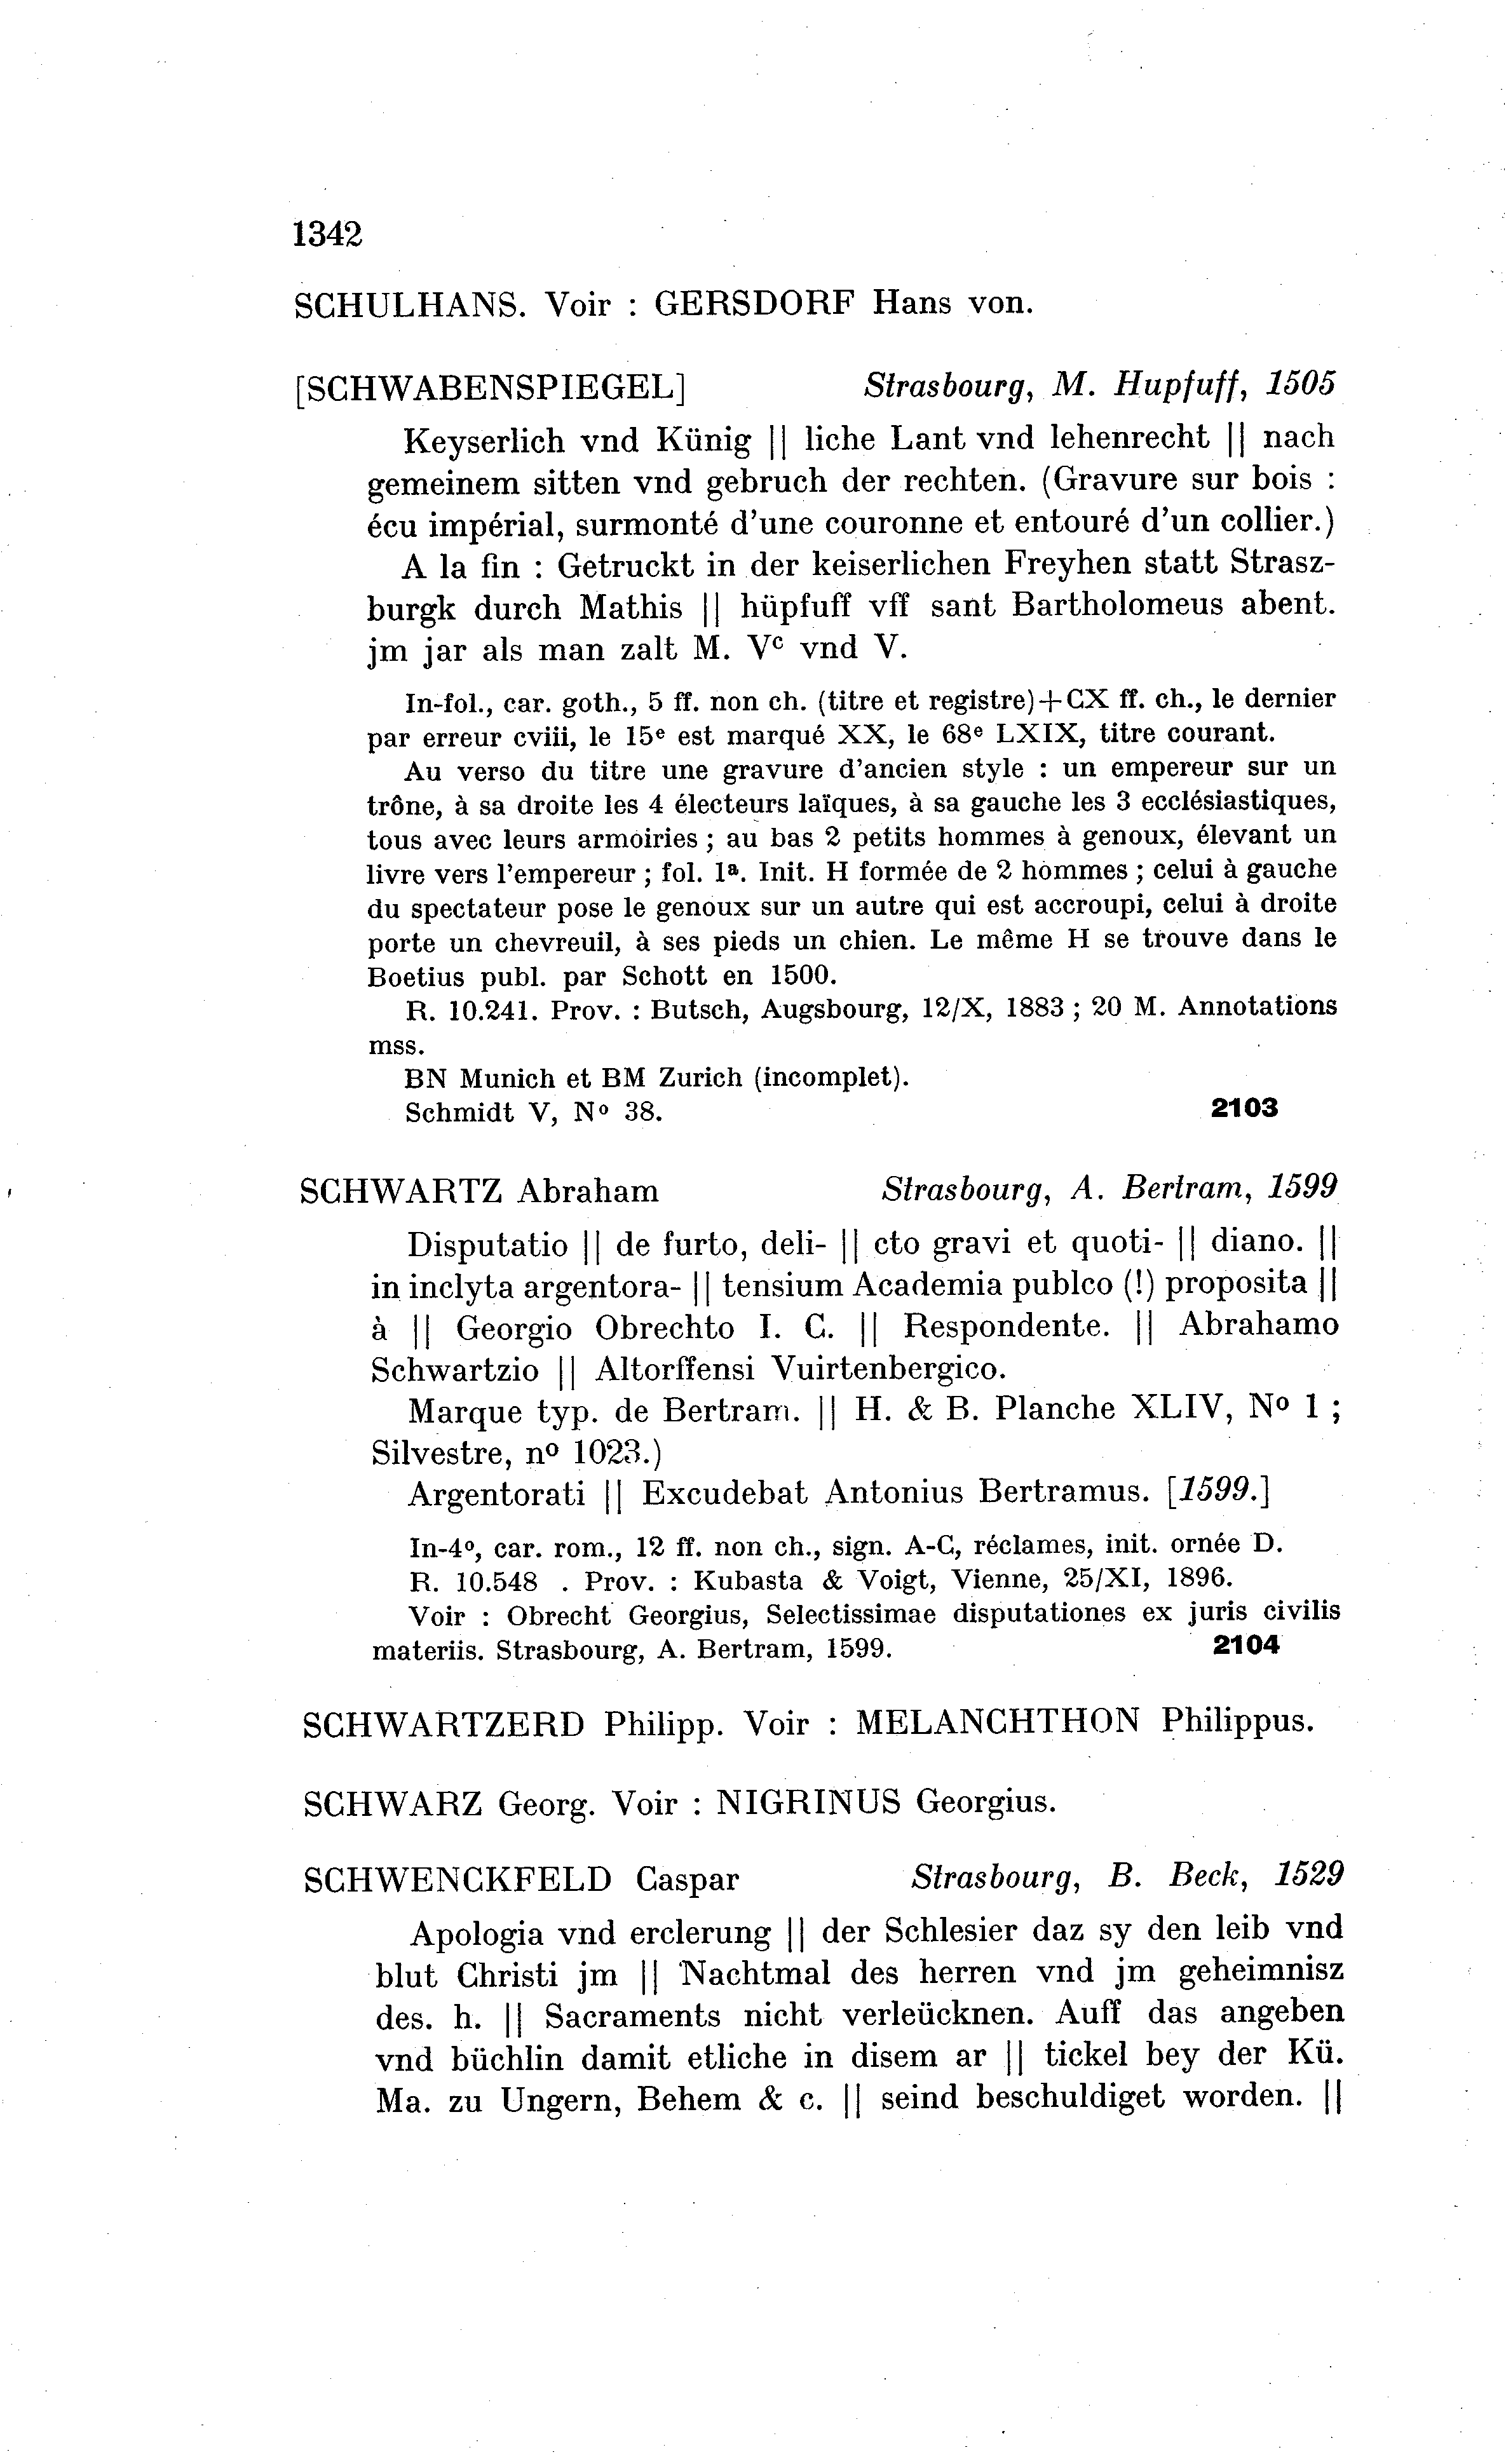 1342
SCHULHANS. Voir : GERSDORF Hans von.
[SCHWABENSPIEGEL] Strasbourg, M. Hupfuff, 1505
Keyserlich vnd Künig || liche Lant vnd lehenrecht || nach
gemeinem sitten vnd gebruch der rechten. (Gravure sur bois :
écu impérial, surmonté d'une couronne et entouré d'un collier.)
A la fin : Getruckt in der keiserlichen Freyhen statt Strasz-
burgk durch Mathis || hüpfuff vff sant Bartholomeus abent.
jm jar als man zalt M. Vᶜ vnd V.
In-fol., car. goth., 5 ff. non ch. (titre et registre)+CX ff. ch., le dernier
par erreur cviii, le 15ᵉ est marqué XX, le 68ᵉ LXIX, titre courant.
Au verso du titre une gravure d'ancien style : un empereur sur un
trône, à sa droite les 4 électeurs laïques, à sa gauche les 3 ecclésiastiques,
tous avec leurs armoiries ; au bas 2 petits hommes à genoux, élevant un
livre vers l'empereur ; fol. 1ª. Init. H formée de 2 hommes ; celui à gauche
du spectateur pose le genoux sur un autre qui est accroupi, celui à droite
porte un chevreuil, à ses pieds un chien. Le même H se trouve dans le
Boetius publ. par Schott en 1500.
R. 10.241. Prov. : Butsch, Augsbourg, 12/X, 1883 ; 20 M. Annotations
mss.
BN Munich et BM Zurich (incomplet).
Schmidt V, Nº 38. 2103
SCHWARTZ Abraham Strasbourg, A. Bertram, 1599
Disputatio || de furto, deli- || cto gravi et quoti- || diano. ||
in inclyta argentora- || tensium Academia publco (!) proposita ||
à || Georgio Obrechto I. C. || Respondente. || Abrahamo
Schwartzio || Altorffensi Vuirtenbergico.
Marque typ. de Bertram. || H. & B. Planche XLIV, Nº 1 ;
Silvestre, nº 1023.)
Argentorati || Excudebat Antonius Bertramus. [1599.]
In-4º, car. rom., 12 ff. non ch., sign. A-C, réclames, init. ornée D.
R. 10.548 . Prov. : Kubasta & Voigt, Vienne, 25/XI, 1896.
Voir : Obrecht Georgius, Selectissimae disputationes ex juris civilis
materiis. Strasbourg, A. Bertram, 1599. 2104
SCHWARTZERD Philipp. Voir : MELANCHTHON Philippus.
SCHWARZ Georg. Voir : NIGRINUS Georgius.
SCHWENCKFELD Caspar Strasbourg, B. Beck, 1529
Apologia vnd erclerung || der Schlesier daz sy den leib vnd
blut Christi jm || Nachtmal des herren vnd jm geheimnisz
des. h. || Sacraments nicht verleücknen. Auff das angeben
vnd büchlin damit etliche in disem ar || tickel bey der Kü.
Ma. zu Ungern, Behem & c. || seind beschuldiget worden. ||